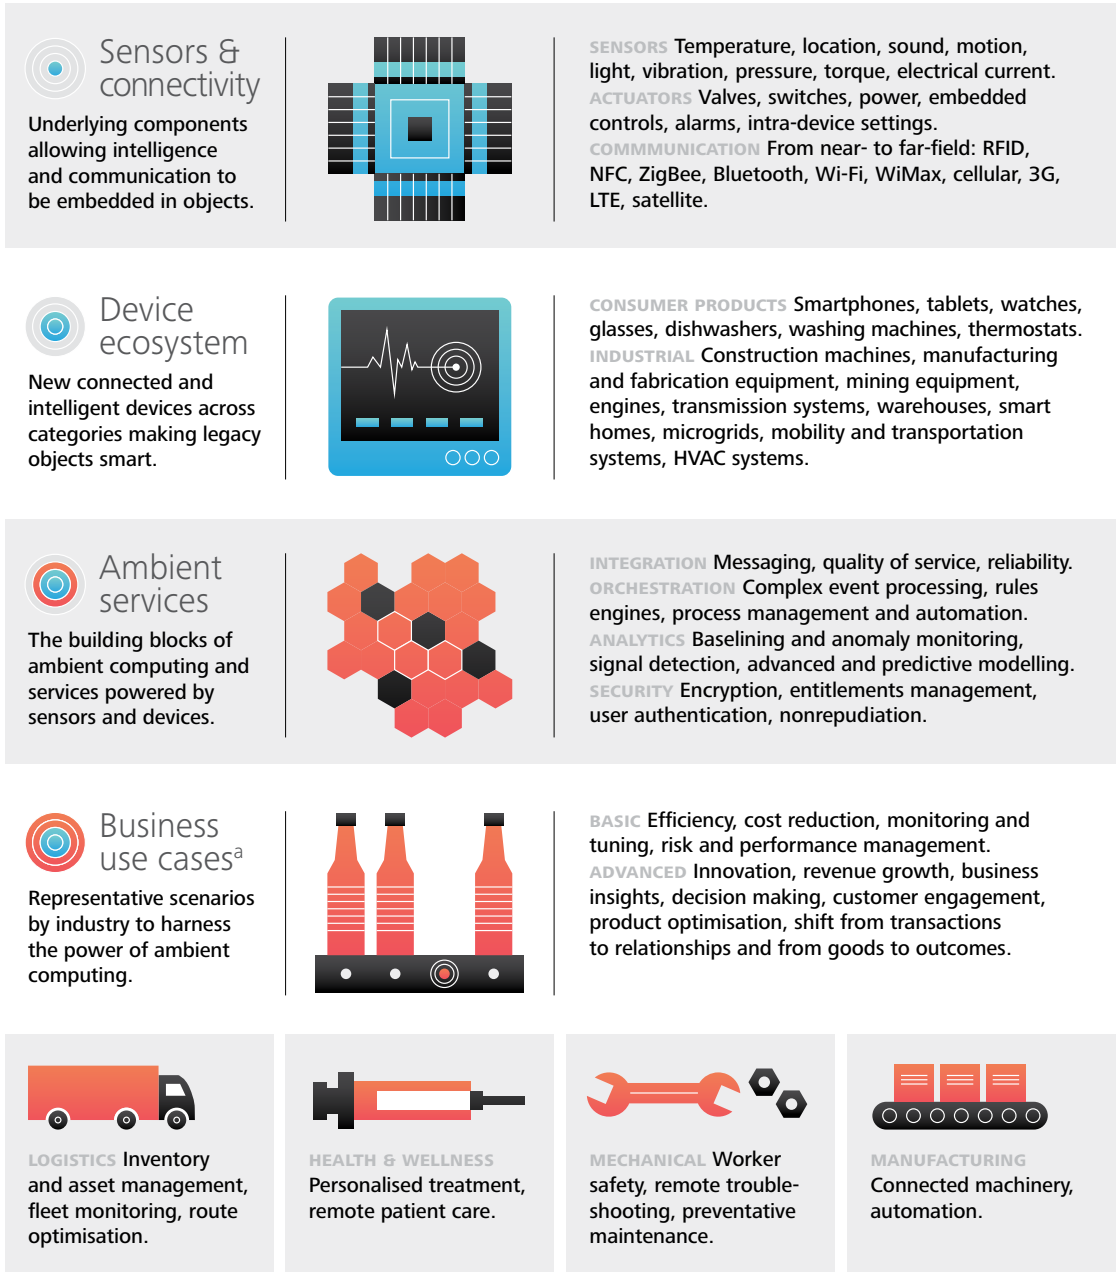 Sensors &
connectivity
Underlying components
allowing intelligence
and communication to
be embedded in objects.
SENSORS Temperature, location, sound, motion,
light, vibration, pressure, torque, electrical current.
ACTUATORS Valves, switches, power, embedded
controls, alarms, intra-device settings.
COMMMUNICATION From near- to far-field: RFID,
NFC, ZigBee, Bluetooth, Wi-Fi, WiMax, cellular, 3G,
LTE, satellite.
Device
ecosystem
New connected and
intelligent devices across
categories making legacy
objects smart.
CONSUMER PRODUCTS Smartphones, tablets, watches,
glasses, dishwashers, washing machines, thermostats.
INDUSTRIAL Construction machines, manufacturing
and fabrication equipment, mining equipment,
engines, transmission systems, warehouses, smart
homes, microgrids, mobility and transportation
systems, HVAC systems.
Ambient
services
The building blocks of
ambient computing and
services powered by
sensors and devices.
INTEGRATION Messaging, quality of service, reliability.
ORCHESTRATION Complex event processing, rules
engines, process management and automation.
ANALYTICS Baselining and anomaly monitoring,
signal detection, advanced and predictive modelling.
SECURITY Encryption, entitlements management,
user authentication, nonrepudiation.
Business
use casesᵃ
Representative scenarios
by industry to harness
the power of ambient
computing.
BASIC Efficiency, cost reduction, monitoring and
tuning, risk and performance management.
ADVANCED Innovation, revenue growth, business
insights, decision making, customer engagement,
product optimisation, shift from transactions
to relationships and from goods to outcomes.
LOGISTICS Inventory
and asset management,
fleet monitoring, route
optimisation.
HEALTH & WELLNESS
Personalised treatment,
remote patient care.
MECHANICAL Worker
safety, remote trouble-
shooting, preventative
maintenance.
MANUFACTURING
Connected machinery,
automation.